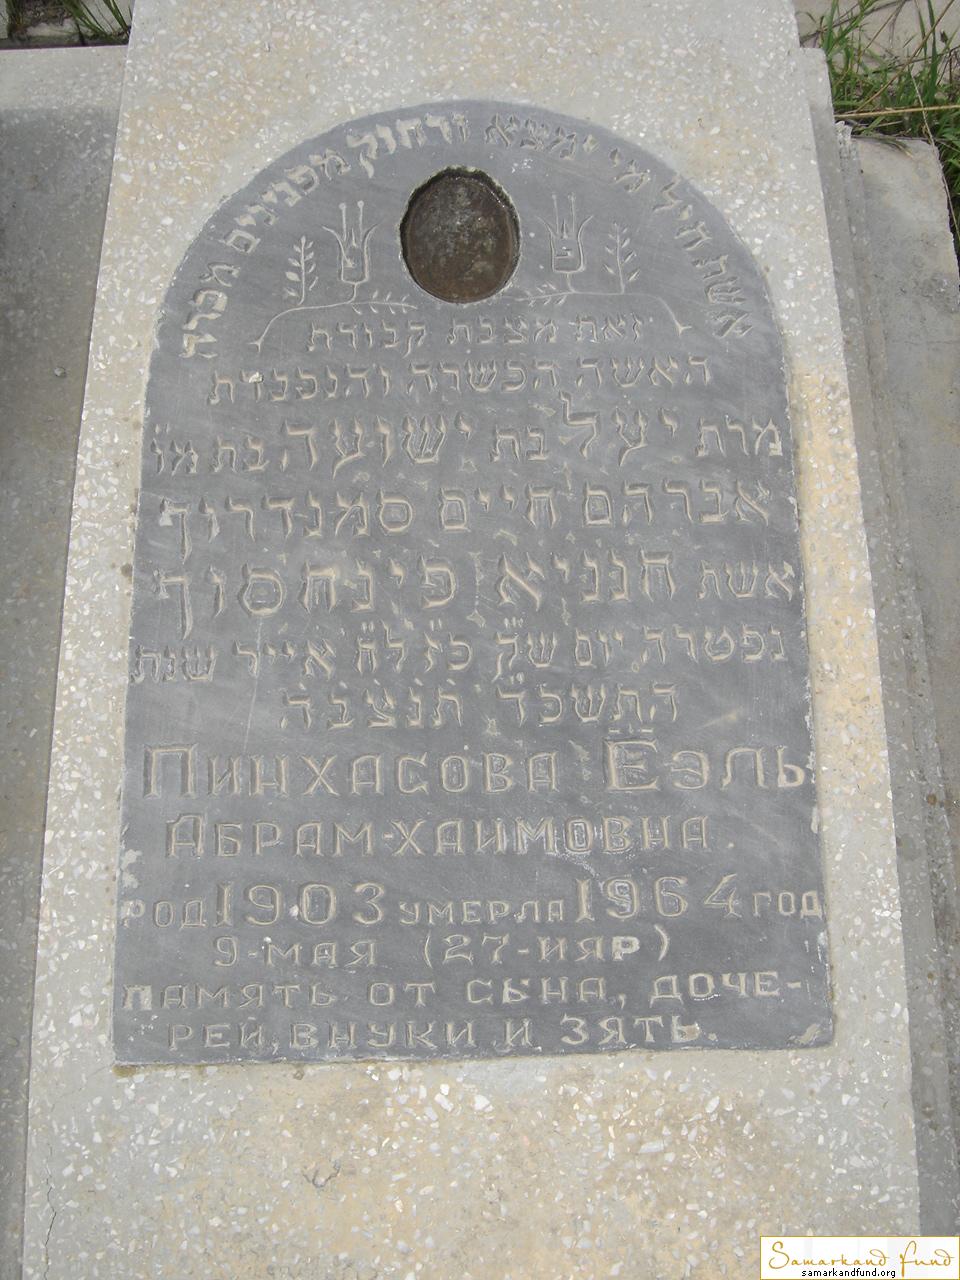 אשת חיל מי ימצא ורחוק מפנינים מכרה
זאת מצבת קבורת
האשה הכשרה והנכבדת
מרת יעל בת ישועה בת מו
אברהם חיים סמנדרוף
אשת חנניא פינחסוף
נפטרה יום ש״ק כ״ז לח׳ אייר שנת
התשכ״ד תנצבה
Пинхасова Еэль
Абрам-хаимовна.
род 1903 умерла 1964 год
9-мая (27-ияр)
память от сына, доче-
рей, внуки и зять.
Samarkand fund
samarkandfund.org